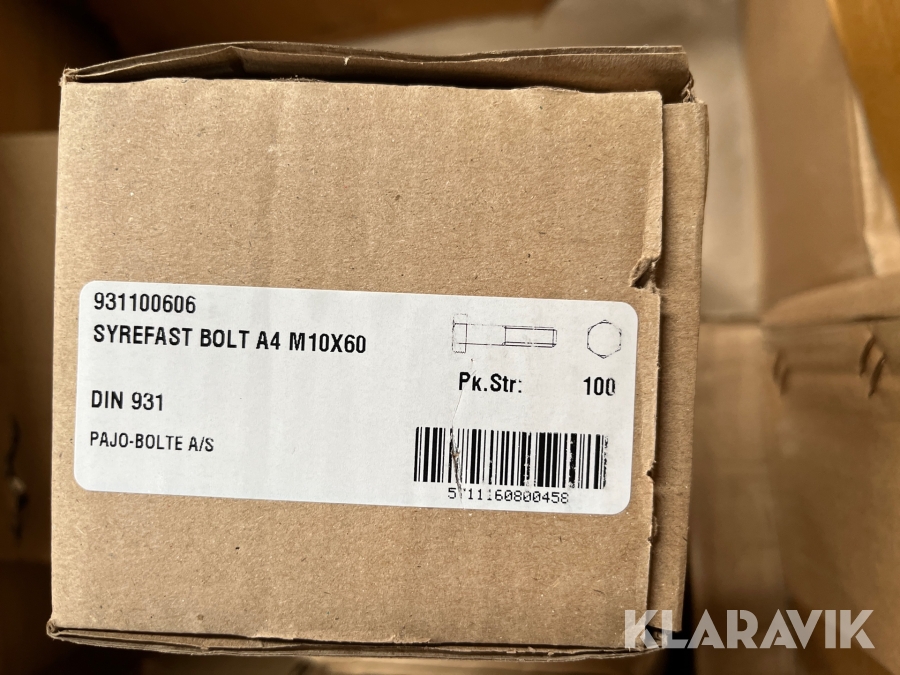 931100606
SYREFAST BOLT A4 M10X60
Pk.Str: 100
DIN 931
PAJO-BOLTE A/S
5711160800458
KLARAVIK